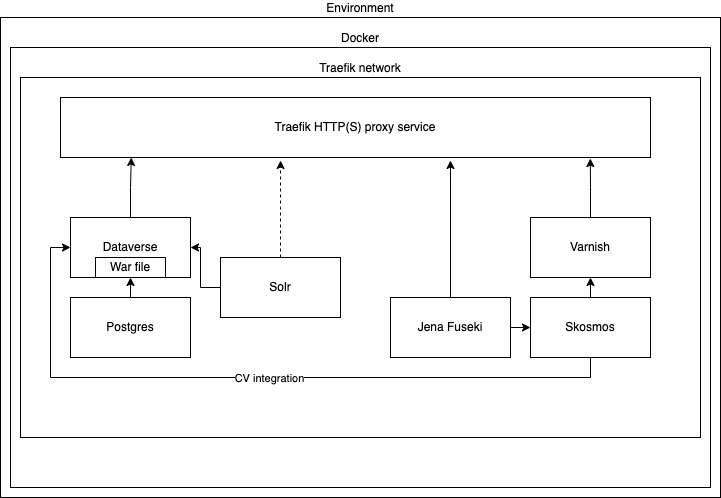 Environment
Docker
Traefik network
Traefik HTTP(S) proxy service
Dataverse
War file
Varnish
Solr
Postgres
Jena Fuseki
Skosmos
CV integration